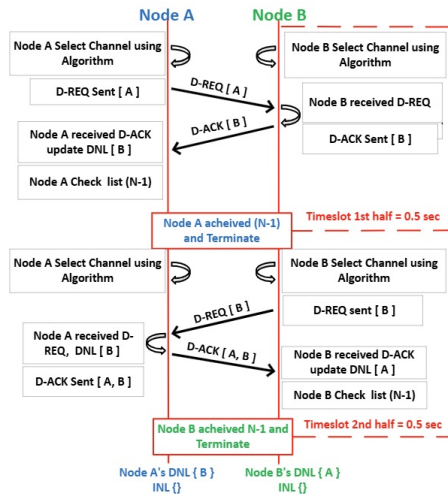 Node A
Node B
Node A Select Channel using
Algorithm
Node B Select Channel using
Algorithm
D-REQ Sent [ A ]
D-REQ [ A ]
Node B received D-REQ
D-ACK [ B ]
D-ACK Sent [ B ]
Node A received D-ACK
update DNL [ B ]
Node A Check list (N-1)
Node A acheived (N-1)
and Terminate
Timeslot 1st half = 0.5 sec
Node A Select Channel using
Algorithm
Node B Select Channel using
Algorithm
D-REQ [ B ]
D-REQ sent [ B ]
Node A received D-
REQ, DNL [ B ]
D-ACK [ A, B ]
D-ACK Sent [ A, B ]
Node B received D-ACK
update DNL [ A ]
Node B Check list (N-1)
Node B acheived N-1 and
Terminate
Timeslot 2nd half = 0.5 sec
Node A's DNL { B }
INL {}
Node B's DNL { A }
INL {}